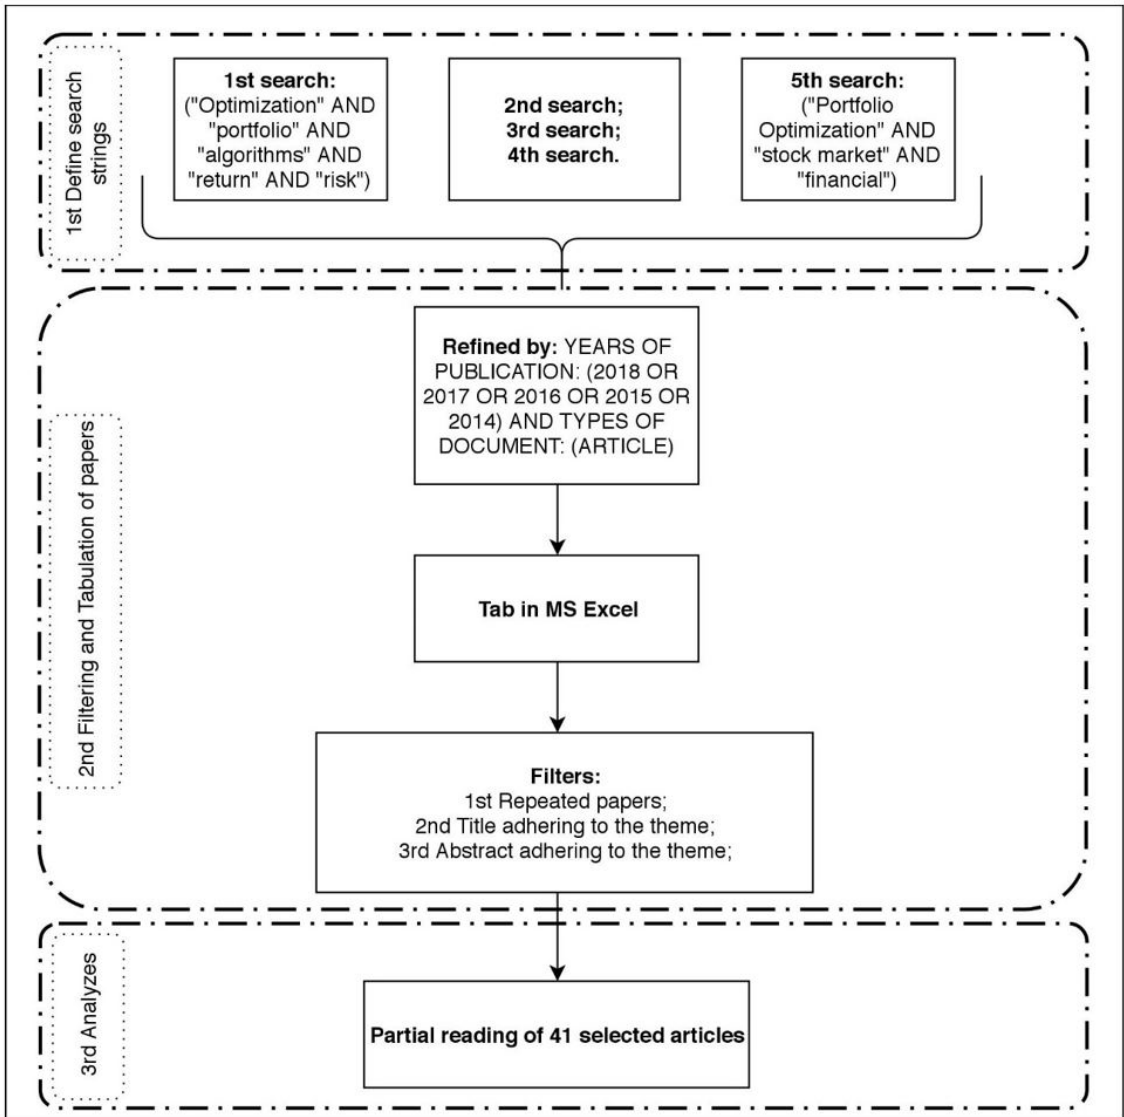 1st Define search
strings
1st search:
("Optimization" AND
"portfolio" AND
"algorithms" AND
"return" AND "risk")
2nd search;
3rd search;
4th search.
5th search:
("Portfolio
Optimization" AND
"stock market" AND
"financial")
2nd Filtering and Tabulation of papers
Refined by: YEARS OF
PUBLICATION: (2018 OR
2017 OR 2016 OR 2015 OR
2014) AND TYPES OF
DOCUMENT: (ARTICLE)
Tab in MS Excel
Filters:
1st Repeated papers;
2nd Title adhering to the theme;
3rd Abstract adhering to the theme;
3rd Analyzes
Partial reading of 41 selected articles